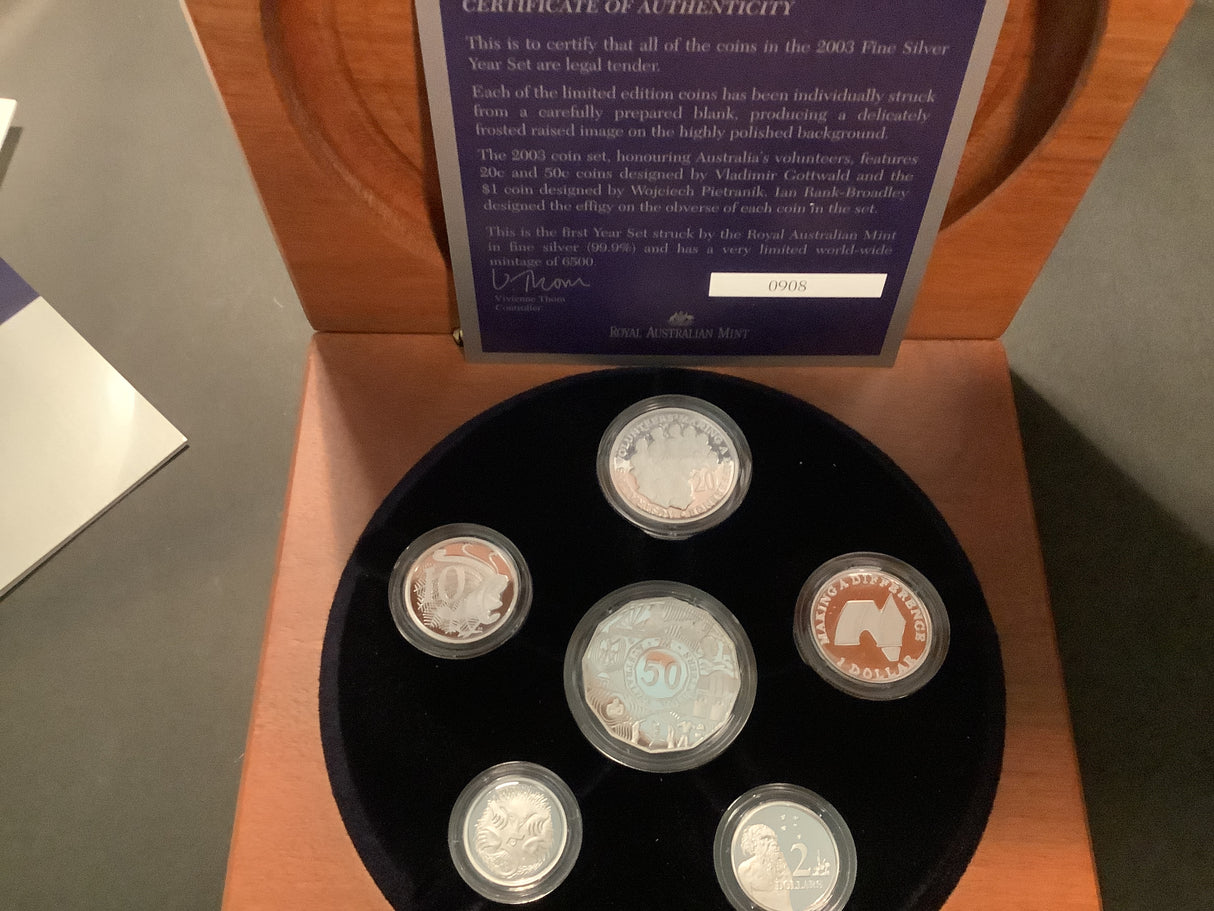 CERTIFICATE OF AUTHENTICITY
This is to certify that all of the coins in the 2003 Fine Silver
Year Set are legal tender.
Each of the limited edition coins has been individually struck
from a carefully prepared blank, producing a delicately
frosted raised image on the highly polished background.
The 2003 coin set, honouring Australia's volunteers, features
20c and 50c coins designed by Vladimir Gottwald and the
$1 coin designed by Wojciech Pietranik. Ian Rank-Broadley
designed the effigy on the obverse of each coin in the set.
This is the first Year Set struck by the Royal Australian Mint
in fine silver (99.9%) and has a very limited world-wide
mintage of 6500.
V. Thom
Vivienne Thom
Controller
0908
ROYAL AUSTRALIAN MINT
VOLUNTEERS MAKING A
20
10
MAKING A DIFFERENCE
1 DOLLAR
50
5
2
DOLLARS